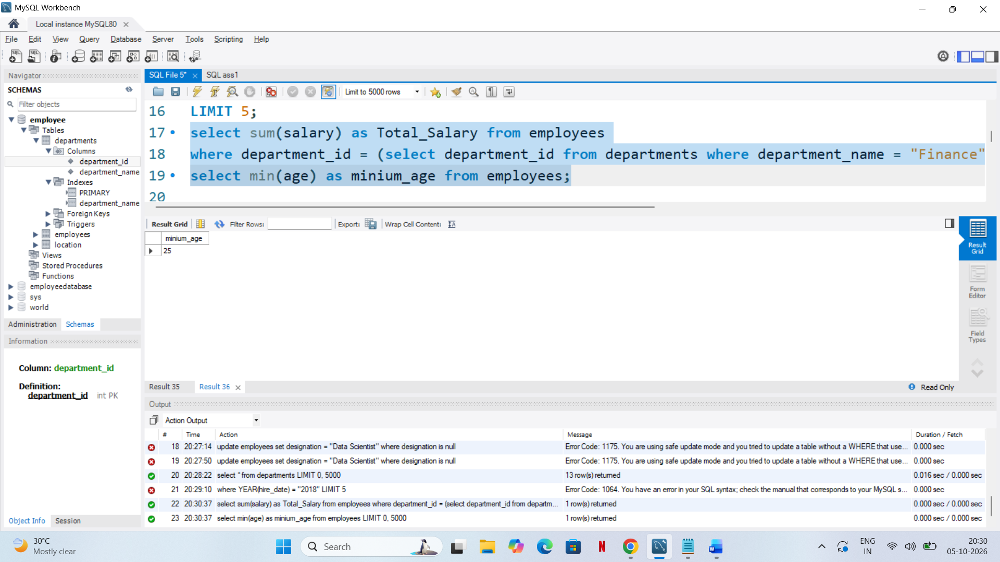 MySQL Workbench
Local instance MySQL80
File Edit View Query Database Server Tools Scripting Help
Navigator
SCHEMAS
Filter objects
employee
Tables
departments
Columns
department_id
department_name
Indexes
PRIMARY
department_name
Foreign Keys
Triggers
employees
location
Views
Stored Procedures
Functions
employeedatabase
sys
world
Administration Schemas
Information
Column: department_id
Definition:
department_id int PK
Object Info Session
SQL File 5* SQL ass1
Limit to 5000 rows
16 LIMIT 5;
17 select sum(salary) as Total_Salary from employees
18 where department_id = (select department_id from departments where department_name = "Finance"
19 select min(age) as minium_age from employees;
20
Result Grid Filter Rows: Export: Wrap Cell Content:
minium_age
25
Result Grid
Form Editor
Field Types
Result 35 Result 36 Read Only
Output
Action Output
# Time Action Message Duration / Fetch
18 20:27:14 update employees set designation = "Data Scientist" where designation is null Error Code: 1175. You are using safe update mode and you tried to update a table without a WHERE that use... 0.000 sec
19 20:27:50 update employees set designation = "Data Scientist" where designation is null Error Code: 1175. You are using safe update mode and you tried to update a table without a WHERE that use... 0.000 sec
20 20:28:22 select * from departments LIMIT 0, 5000 13 row(s) returned 0.016 sec / 0.000 sec
21 20:29:10 where YEAR(hire_date) = "2018" LIMIT 5 Error Code: 1064. You have an error in your SQL syntax; check the manual that corresponds to your MySQL s... 0.000 sec
22 20:30:37 select sum(salary) as Total_Salary from employees where department_id = (select department_id from departm... 1 row(s) returned 0.000 sec / 0.000 sec
23 20:30:37 select min(age) as minium_age from employees LIMIT 0, 5000 1 row(s) returned 0.000 sec / 0.000 sec
30°C
Mostly clear
Search
ENG
IN
20:30
05-10-2026